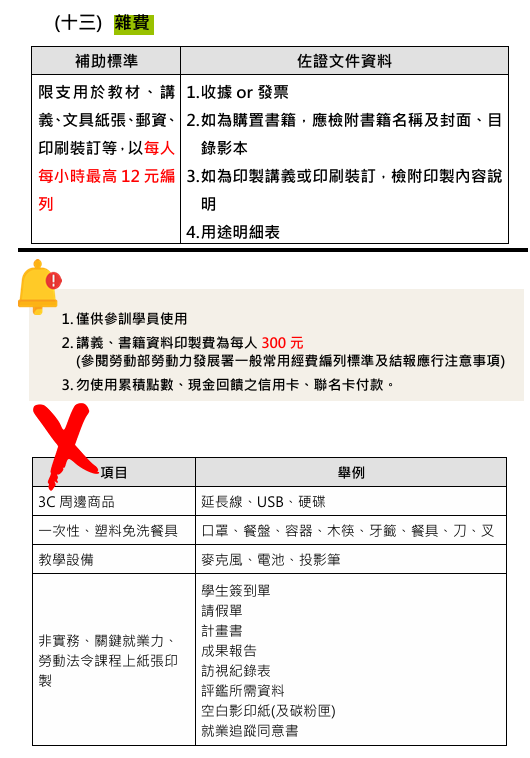 (十三) 雜費
補助標準
佐證文件資料
限支用於教材、講
義、文具紙張、郵資、
印刷裝訂等，以每人
每小時最高 12 元編
列
1.收據 or 發票
2.如為購置書籍，應檢附書籍名稱及封面、目
錄影本
3.如為印製講義或印刷裝訂，檢附印製內容說
明
4.用途明細表
1. 僅供參訓學員使用
2. 講義、書籍資料印製費為每人 300 元
(參閱勞動部勞動力發展署一般常用經費編列標準及結報應行注意事項)
3. 勿使用累積點數、現金回饋之信用卡、聯名卡付款。
項目
舉例
3C 周邊商品
延長線、USB、硬碟
一次性、塑料免洗餐具
口罩、餐盤、容器、木筷、牙籤、餐具、刀、叉
教學設備
麥克風、電池、投影筆
非實務、關鍵就業力、
勞動法令課程上紙張印
製
學生簽到單
請假單
計畫書
成果報告
訪視紀錄表
評鑑所需資料
空白影印紙(及碳粉匣)
就業追蹤同意書